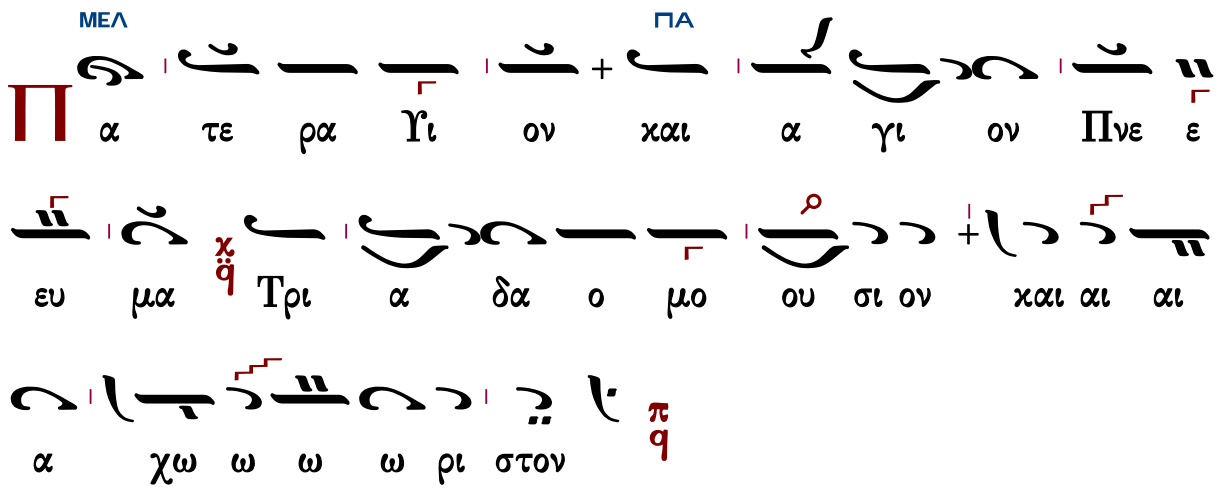 ΜΕΛ ΠΑ
Π α τε ρα Υι ον και α γι ον Πνε ε
ευ μα χ q Τρι α δα ο μο ου σι ον και αι αι
α χω ω ω ω ρι στον π q